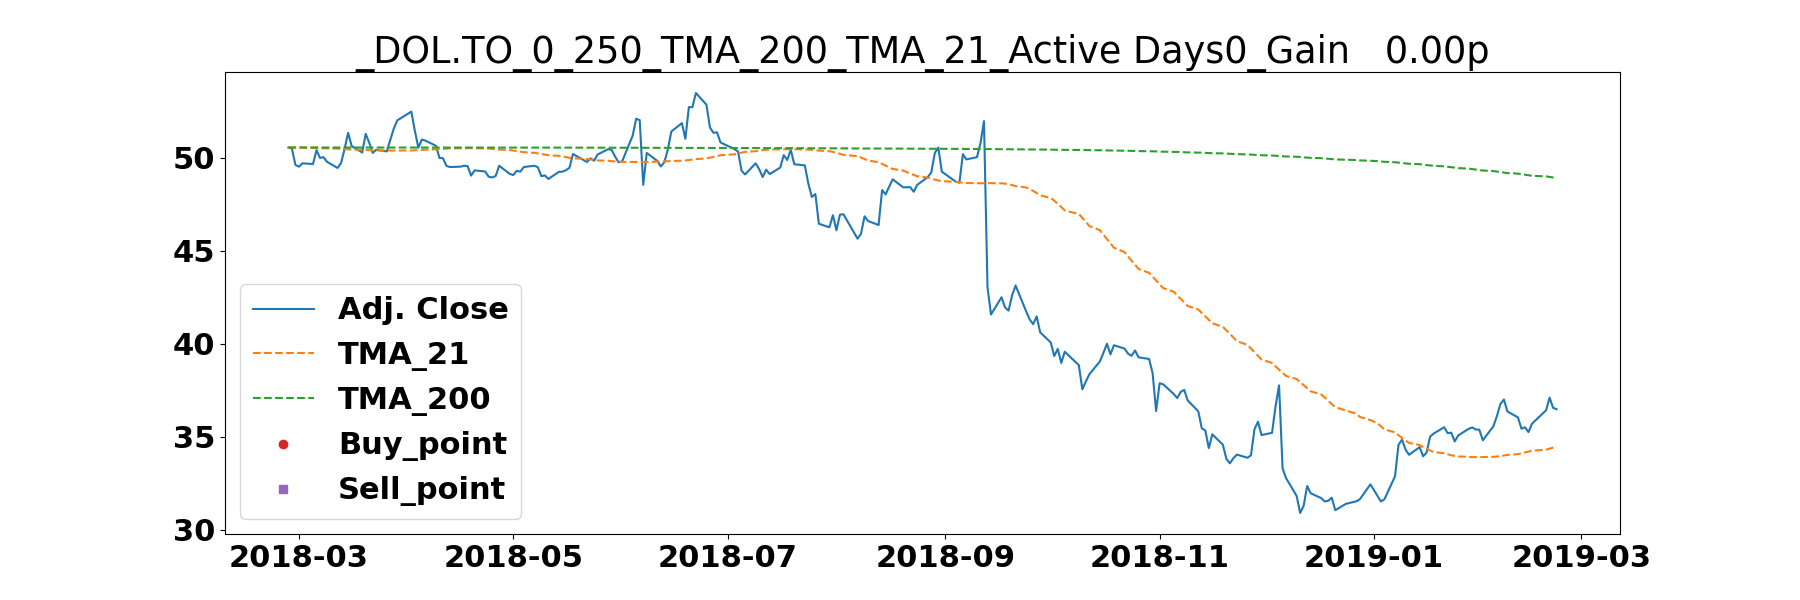 _DOL.TO_0_250_TMA_200_TMA_21_Active Days0_Gain   0.00p
50
45
40
35
30
Adj. Close
TMA_21
TMA_200
Buy_point
Sell_point
2018-03 2018-05 2018-07 2018-09 2018-11 2019-01 2019-03